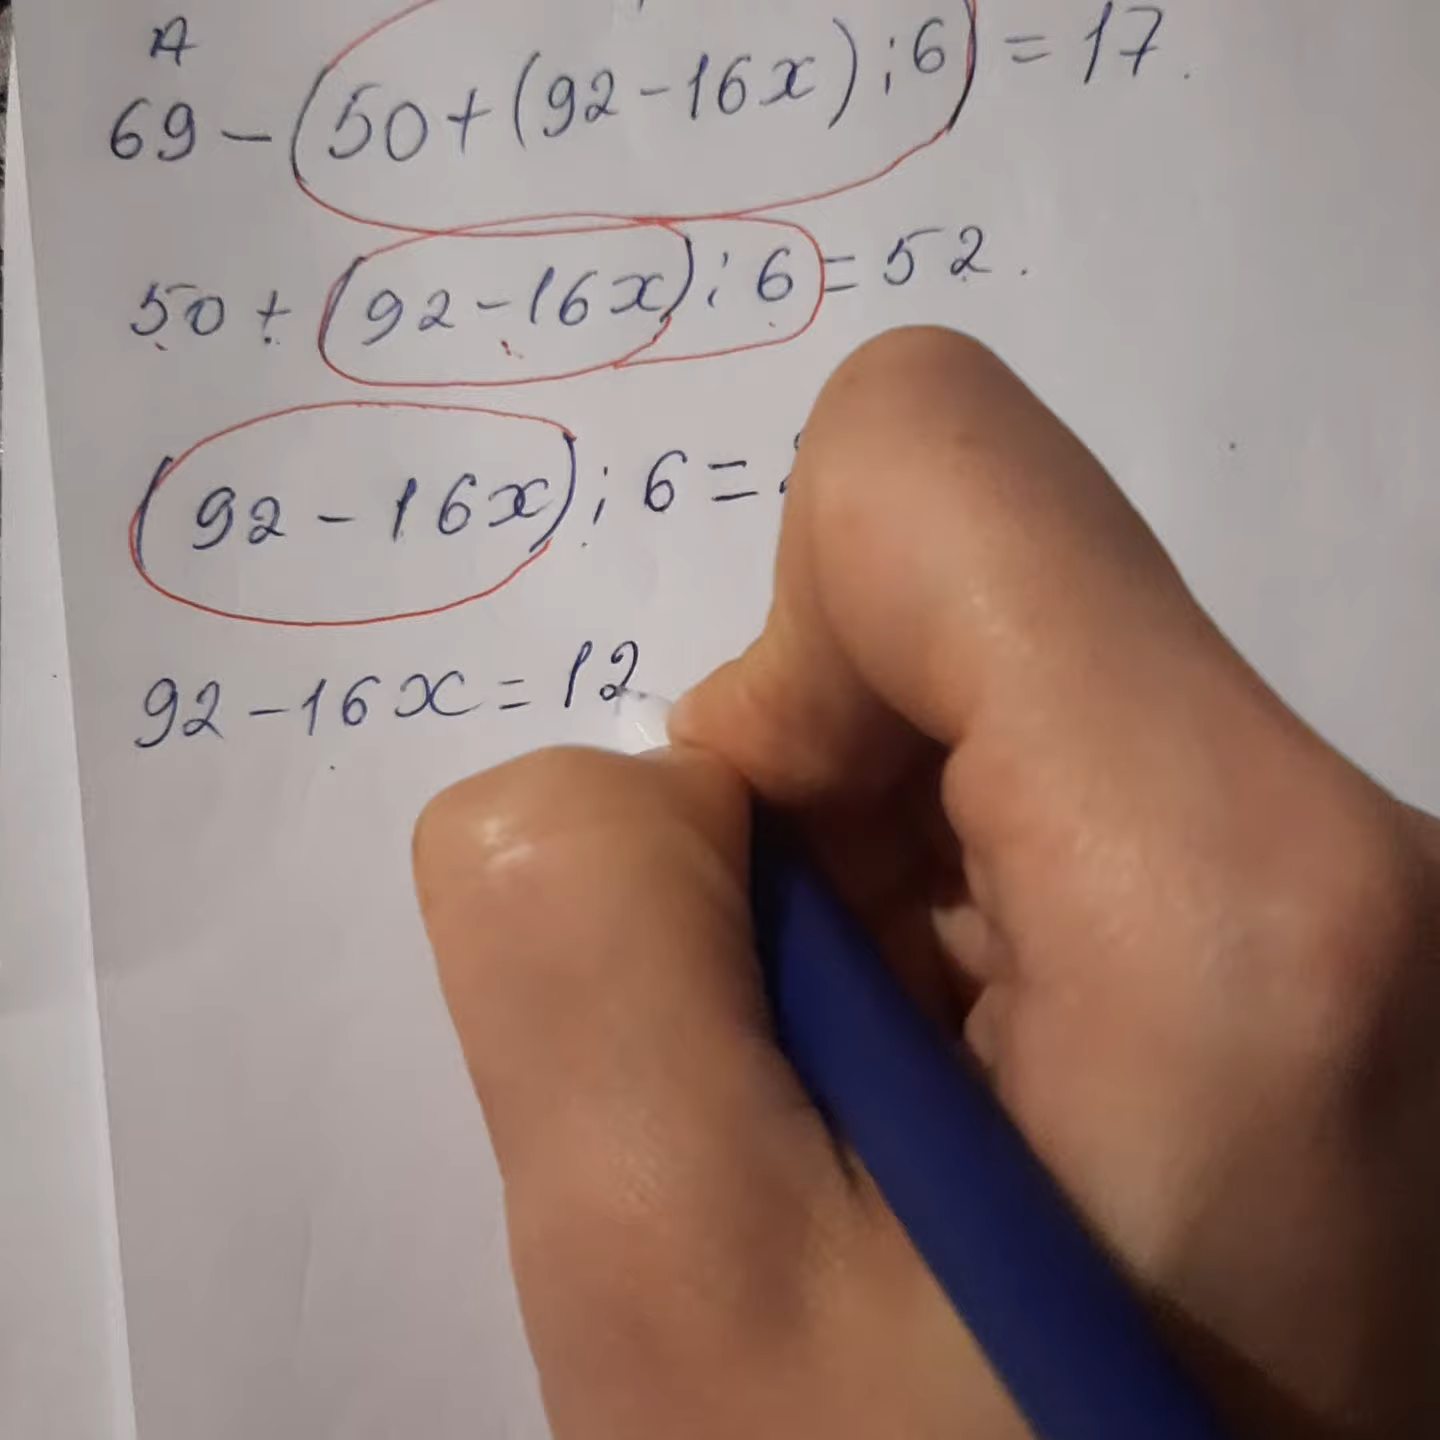 A
69 - (50 + (92 - 16x) : 6) = 17.
50 + (92 - 16x) : 6 = 52.
(92 - 16x) : 6 =
92 - 16x = 12